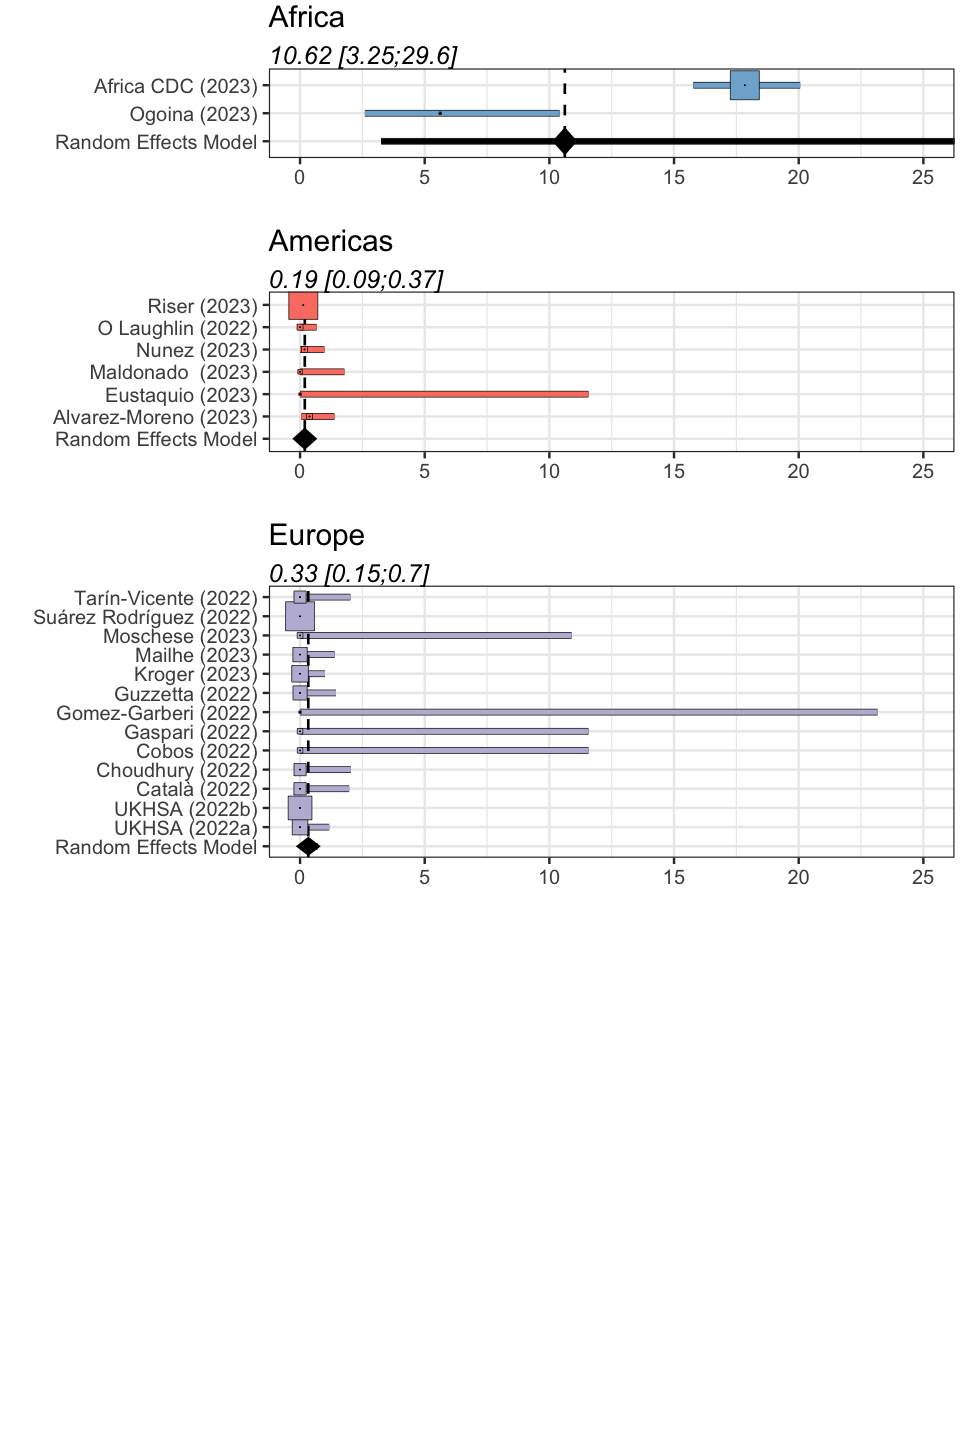 Africa
10.62 [3.25;29.6]
Africa CDC (2023)
Ogoina (2023)
Random Effects Model
0 5 10 15 20 25
Americas
0.19 [0.09;0.37]
Riser (2023)
O Laughlin (2022)
Nunez (2023)
Maldonado  (2023)
Eustaquio (2023)
Alvarez-Moreno (2023)
Random Effects Model
0 5 10 15 20 25
Europe
0.33 [0.15;0.7]
Tarín-Vicente (2022)
Suárez Rodríguez (2022)
Moschese (2023)
Mailhe (2023)
Kroger (2023)
Guzzetta (2022)
Gomez-Garberi (2022)
Gaspari (2022)
Cobos (2022)
Choudhury (2022)
Català (2022)
UKHSA (2022b)
UKHSA (2022a)
Random Effects Model
0 5 10 15 20 25